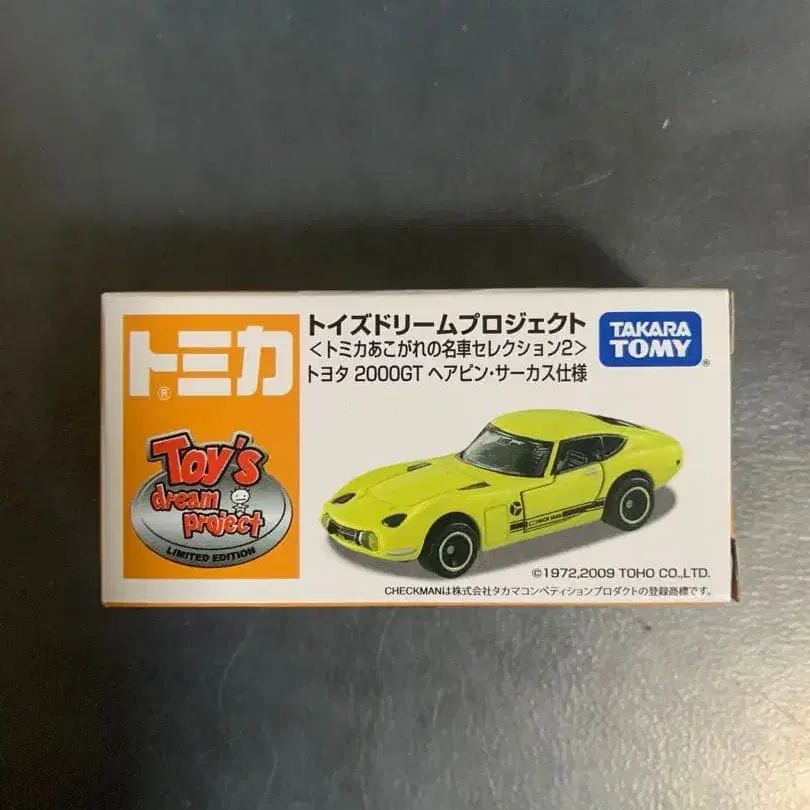 トミカ®
トイズドリームプロジェクト
<トミカあこがれの名車セレクション2>
トヨタ 2000GT ヘアピン・サーカス仕様
TAKARA
TOMY®
Toy's
dream
project
LIMITED EDITION
CHECKMAN
©1972,2009 TOHO CO.,LTD.
CHECKMANは株式会社タカマコンペティションプロダクトの登録商標です。